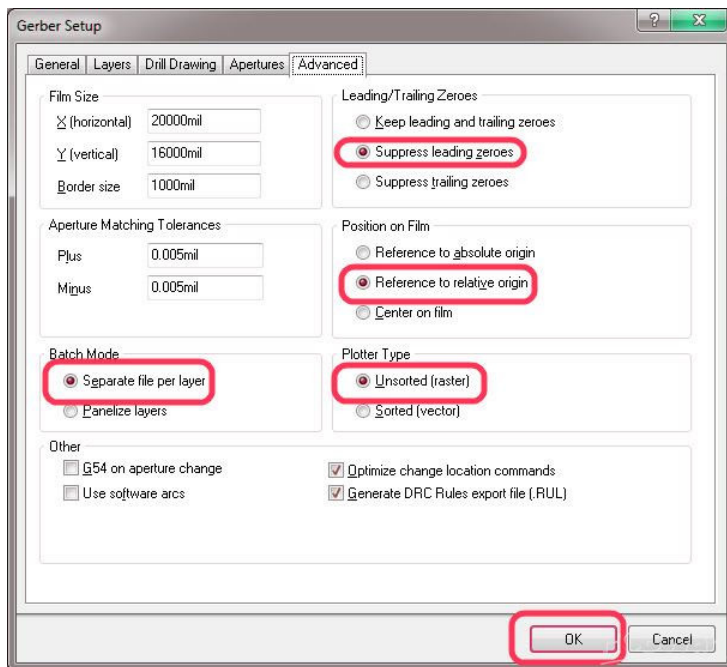 Gerber Setup
General Layers Drill Drawing Apertures Advanced
Film Size
X (horizontal) 20000mil
Y (vertical) 16000mil
Border size 1000mil
Leading/Trailing Zeroes
Keep leading and trailing zeroes
Suppress leading zeroes
Suppress trailing zeroes
Aperture Matching Tolerances
Plus 0.005mil
Minus 0.005mil
Position on Film
Reference to absolute origin
Reference to relative origin
Center on film
Batch Mode
Separate file per layer
Panelize layers
Plotter Type
Unsorted (raster)
Sorted (vector)
Other
G54 on aperture change
Use software arcs
Optimize change location commands
Generate DRC Rules export file (.RUL)
OK Cancel